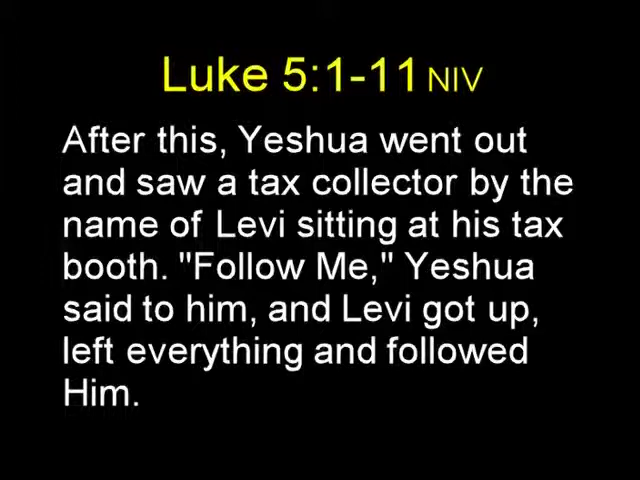 Luke 5:1-11 NIV
After this, Yeshua went out
and saw a tax collector by the
name of Levi sitting at his tax
booth. "Follow Me," Yeshua
said to him, and Levi got up,
left everything and followed
Him.